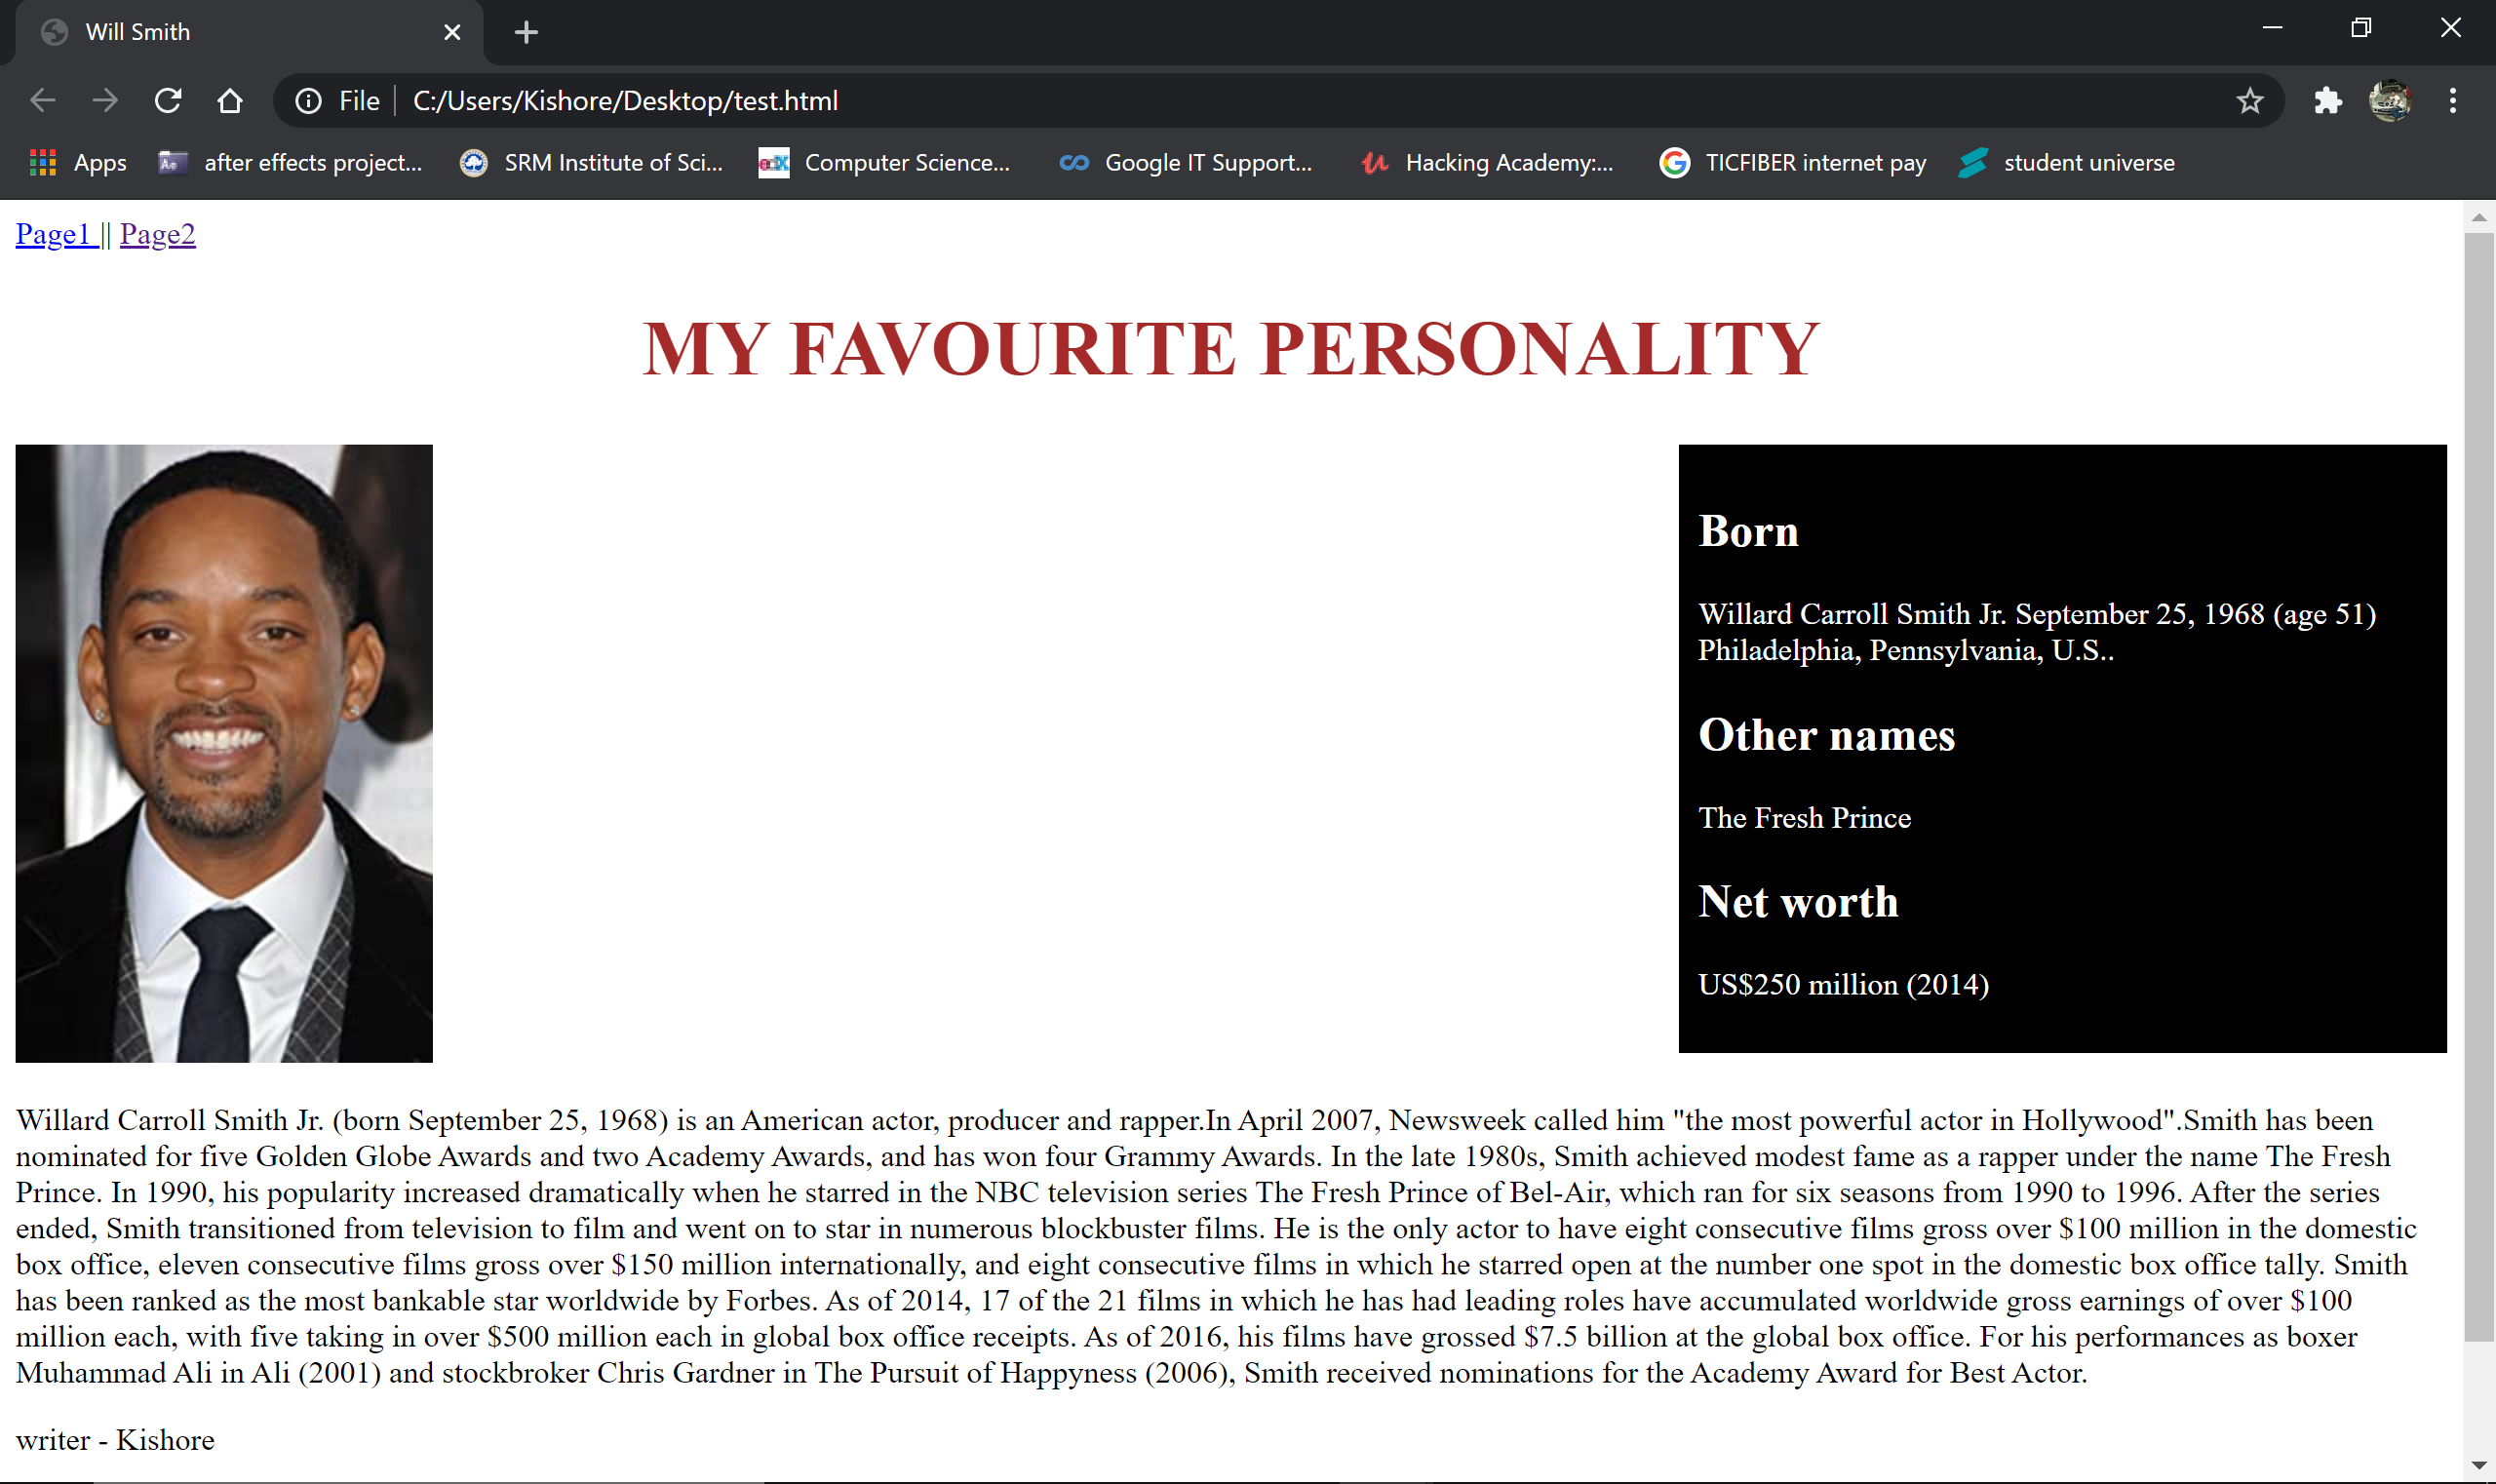 Will Smith
File C:/Users/Kishore/Desktop/test.html
Apps after effects project... SRM Institute of Sci... edX Computer Science... Google IT Support... Hacking Academy:... TICFIBER internet pay student universe
Page1 || Page2
MY FAVOURITE PERSONALITY
Born
Willard Carroll Smith Jr. September 25, 1968 (age 51)
Philadelphia, Pennsylvania, U.S..
Other names
The Fresh Prince
Net worth
US$250 million (2014)
Willard Carroll Smith Jr. (born September 25, 1968) is an American actor, producer and rapper.In April 2007, Newsweek called him "the most powerful actor in Hollywood".Smith has been
nominated for five Golden Globe Awards and two Academy Awards, and has won four Grammy Awards. In the late 1980s, Smith achieved modest fame as a rapper under the name The Fresh
Prince. In 1990, his popularity increased dramatically when he starred in the NBC television series The Fresh Prince of Bel-Air, which ran for six seasons from 1990 to 1996. After the series
ended, Smith transitioned from television to film and went on to star in numerous blockbuster films. He is the only actor to have eight consecutive films gross over $100 million in the domestic
box office, eleven consecutive films gross over $150 million internationally, and eight consecutive films in which he starred open at the number one spot in the domestic box office tally. Smith
has been ranked as the most bankable star worldwide by Forbes. As of 2014, 17 of the 21 films in which he has had leading roles have accumulated worldwide gross earnings of over $100
million each, with five taking in over $500 million each in global box office receipts. As of 2016, his films have grossed $7.5 billion at the global box office. For his performances as boxer
Muhammad Ali in Ali (2001) and stockbroker Chris Gardner in The Pursuit of Happyness (2006), Smith received nominations for the Academy Award for Best Actor.
writer - Kishore